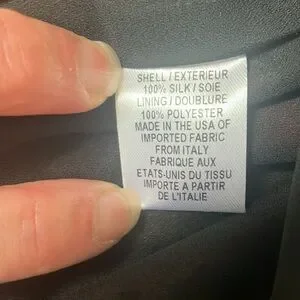 SHELL / EXTERIEUR
100% SILK / SOIE
LINING / DOUBLURE
100% POLYESTER
MADE IN THE USA OF
IMPORTED FABRIC
FROM ITALY
FABRIQUE AUX
ETATS-UNIS DU TISSU
IMPORTE A PARTIR
DE L'ITALIE